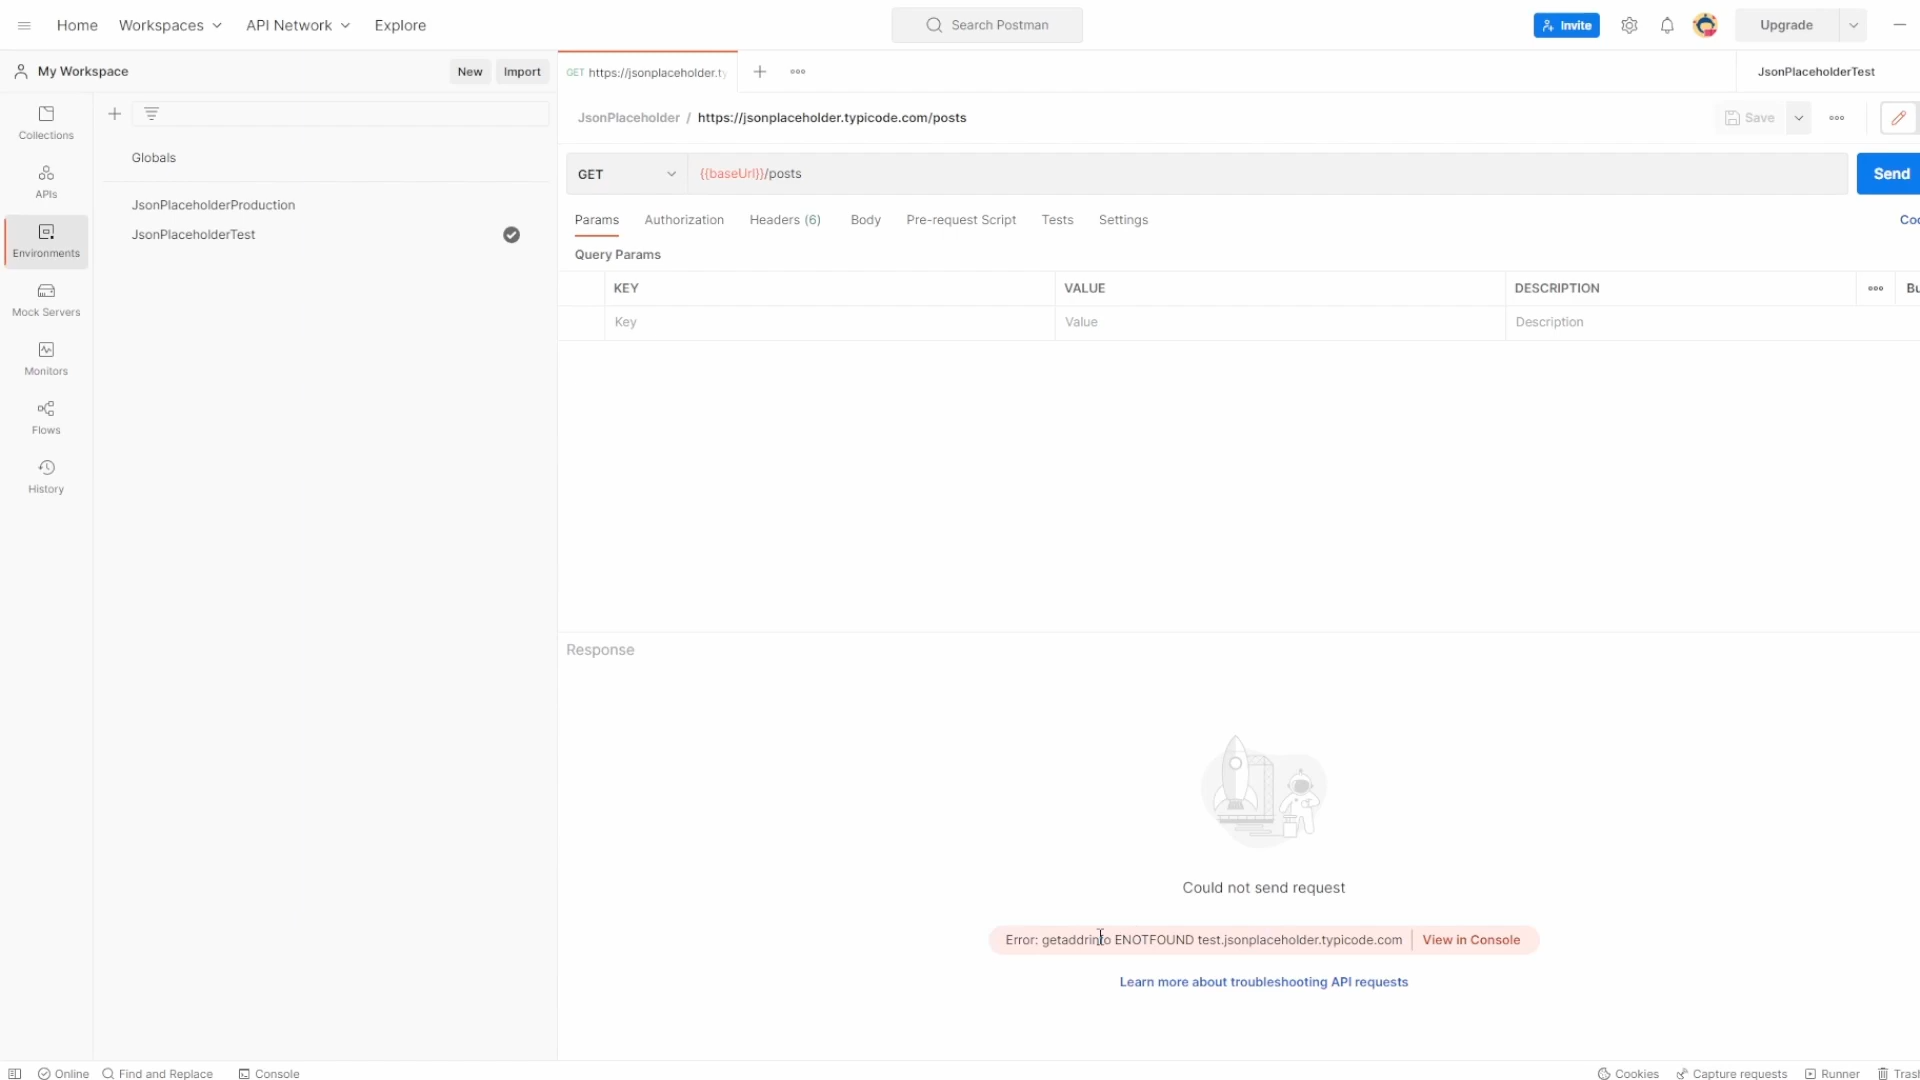 Home Workspaces API Network Explore Search Postman Invite Upgrade
My Workspace New Import GET https://jsonplaceholder.ty JsonPlaceholderTest
JsonPlaceholder / https://jsonplaceholder.typicode.com/posts Save
Collections
Globals
GET {{baseUrl}}/posts Send
APIs
JsonPlaceholderProduction
Params Authorization Headers (6) Body Pre-request Script Tests Settings Coo
JsonPlaceholderTest
Environments
Query Params
KEY VALUE DESCRIPTION Bu
Mock Servers
Key Value Description
Monitors
Flows
History
Response
Could not send request
Error: getaddrinfo ENOTFOUND test.jsonplaceholder.typicode.com View in Console
Learn more about troubleshooting API requests
Online Find and Replace Console Cookies Capture requests Runner Trash